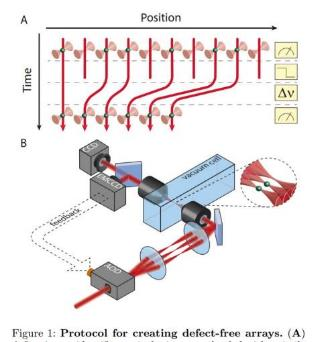 A
Position
Time
Δν
B
CCD
EMCCD
vacuum cell
feedback
AOD
Figure 1: Protocol for creating defect-free arrays. (A)